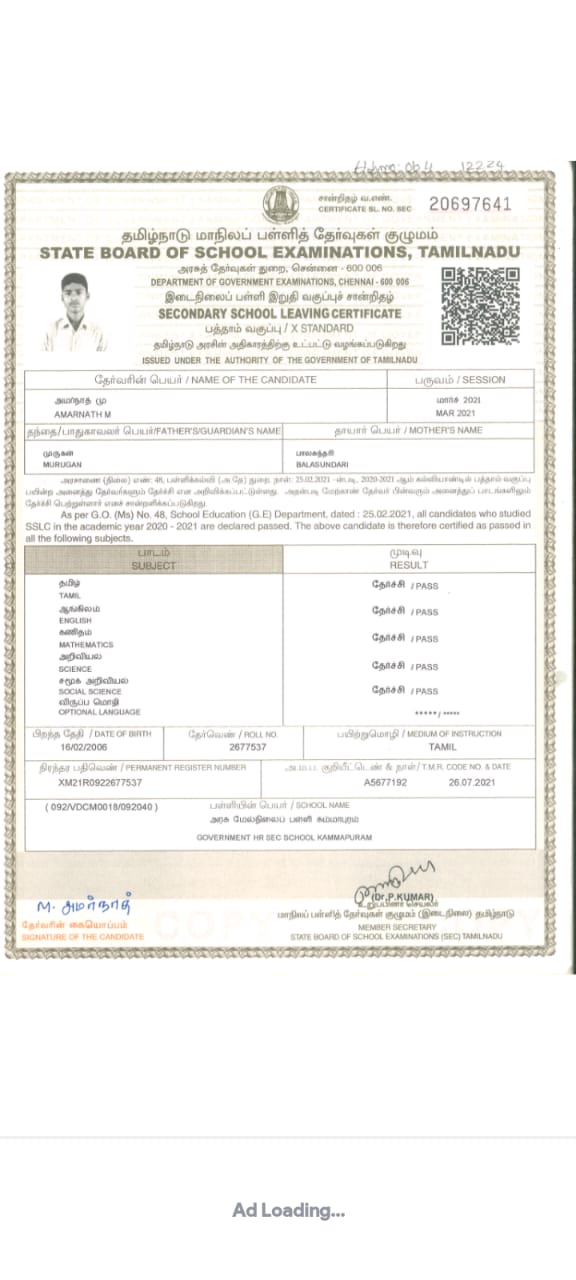 12224
சான்றிதழ் வ.எண்.
CERTIFICATE SL. NO. SEC 20697641
தமிழ்நாடு மாநிலப் பள்ளித் தேர்வுகள் குழுமம்
STATE BOARD OF SCHOOL EXAMINATIONS, TAMILNADU
அரசுத் தேர்வுகள் துறை, சென்னை - 600 006
DEPARTMENT OF GOVERNMENT EXAMINATIONS, CHENNAI - 600 006
இடைநிலைப் பள்ளி இறுதி வகுப்புச் சான்றிதழ்
SECONDARY SCHOOL LEAVING CERTIFICATE
பத்தாம் வகுப்பு / X STANDARD
தமிழ்நாடு அரசின் அதிகாரத்திற்கு உட்பட்டு வழங்கப்படுகிறது
ISSUED UNDER THE AUTHORITY OF THE GOVERNMENT OF TAMILNADU
தேர்வரின் பெயர் / NAME OF THE CANDIDATE பருவம் / SESSION
அமர்நாத் மு மார்ச் 2021
AMARNATH M MAR 2021
தந்தை/பாதுகாவலர் பெயர்/FATHER'S/GUARDIAN'S NAME தாயார் பெயர் / MOTHER'S NAME
முருகன் பாலசுந்தரி
MURUGAN BALASUNDARI
அரசாணை (நிலை) எண்: 48, பள்ளிக்கல்வி (அ.தே) துறை, நாள்: 25.02.2021 -ன்படி, 2020-2021 ஆம் கல்வியாண்டில் பத்தாம் வகுப்பு
பயின்ற அனைத்து தேர்வர்களும் தேர்ச்சி என அறிவிக்கப்பட்டுள்ளது. அதன்படி மேற்காண் தேர்வர் பின்வரும் அனைத்துப் பாடங்களிலும்
தேர்ச்சி பெற்றுள்ளார் எனச் சான்றளிக்கப்படுகிறது.
As per G.O. (Ms) No. 48, School Education (G.E) Department, dated : 25.02.2021, all candidates who studied
SSLC in the academic year 2020 - 2021 are declared passed. The above candidate is therefore certified as passed in
all the following subjects.
பாடம் முடிவு
SUBJECT RESULT
தமிழ் தேர்ச்சி / PASS
TAMIL
ஆங்கிலம் தேர்ச்சி / PASS
ENGLISH
கணிதம் தேர்ச்சி / PASS
MATHEMATICS
அறிவியல் தேர்ச்சி / PASS
SCIENCE
சமூக அறிவியல் தேர்ச்சி / PASS
SOCIAL SCIENCE
விருப்ப மொழி
OPTIONAL LANGUAGE *****/*****
பிறந்த தேதி / DATE OF BIRTH தேர்வெண் / ROLL NO. பயிற்றுமொழி / MEDIUM OF INSTRUCTION
16/02/2006 2677537 TAMIL
நிரந்தர பதிவெண் / PERMANENT REGISTER NUMBER அ.ம.ப. குறியீட்டெண் & நாள் / T.M.R. CODE NO. & DATE
XM21R0922677537 A5677192 26.07.2021
( 092/VDCM0018/092040 ) பள்ளியின் பெயர் / SCHOOL NAME
அரசு மேல்நிலைப் பள்ளி கம்மாபுரம்
GOVERNMENT HR SEC SCHOOL KAMMAPURAM
M. அமர்நாத்
(Dr.P.KUMAR)
தேர்வரின் கையொப்பம்
SIGNATURE OF THE CANDIDATE
உறுப்பினர் செயலர்
மாநிலப் பள்ளித் தேர்வுகள் குழுமம் (இடைநிலை) தமிழ்நாடு
MEMBER SECRETARY
STATE BOARD OF SCHOOL EXAMINATIONS (SEC) TAMILNADU
Ad Loading...